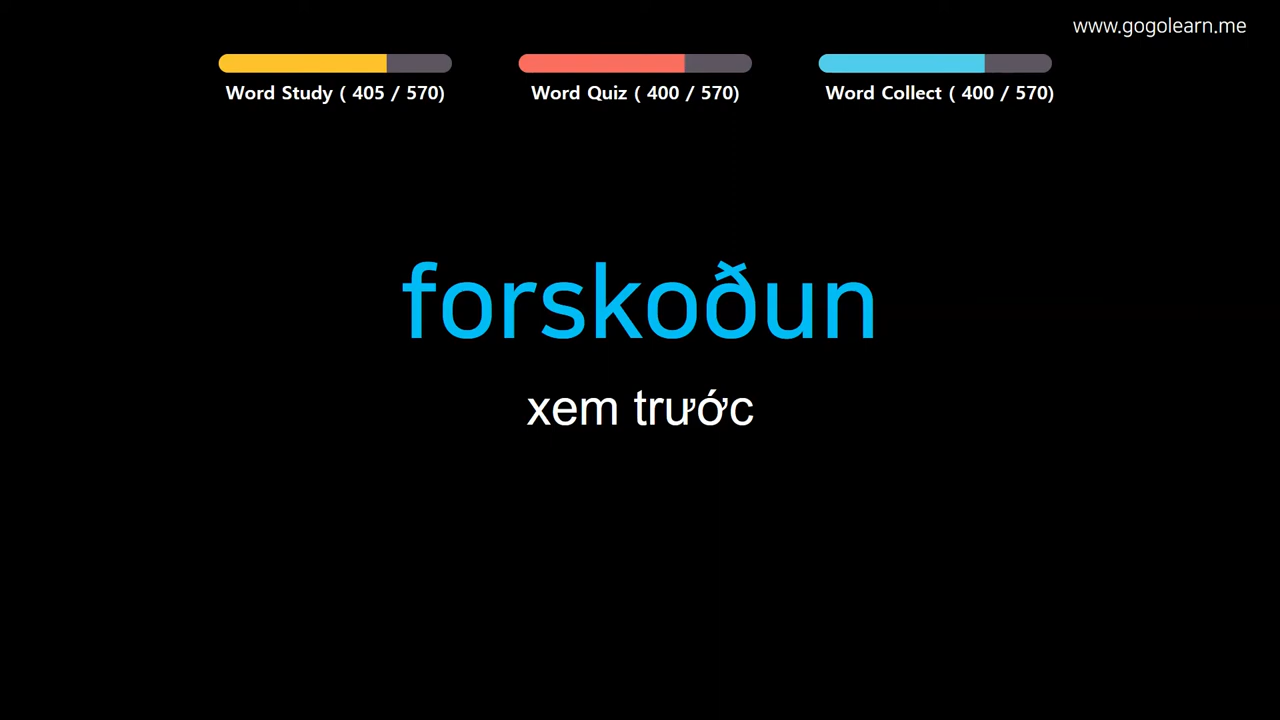 www.gogolearn.me
Word Study ( 405 / 570)
Word Quiz ( 400 / 570)
Word Collect ( 400 / 570)
forskoðun
xem trước